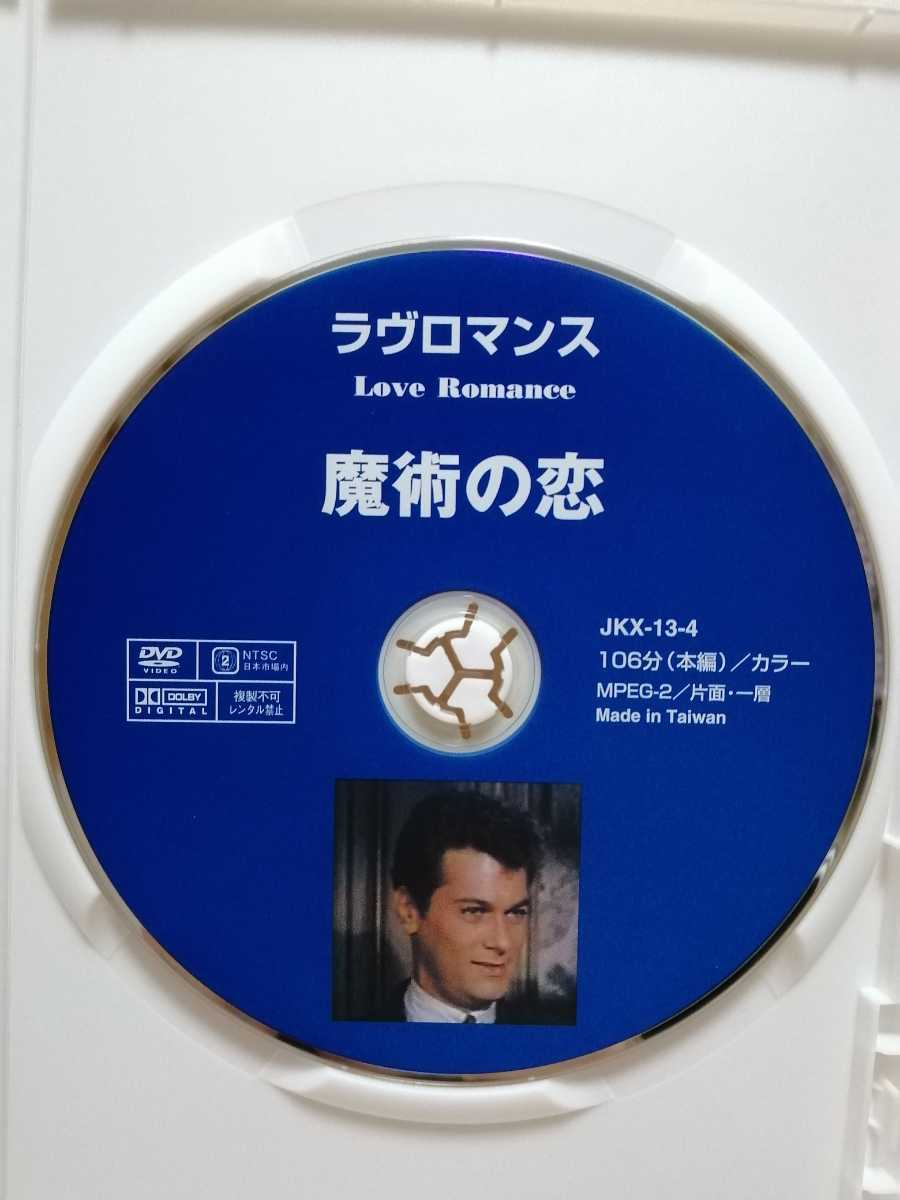 ラヴロマンス
Love Romance
魔術の恋
DVD
VIDEO
2
NTSC
日本市場内
DOLBY
DIGITAL
複製不可
レンタル禁止
JKX-13-4
106分(本編)/カラー
MPEG-2/片面・一層
Made in Taiwan